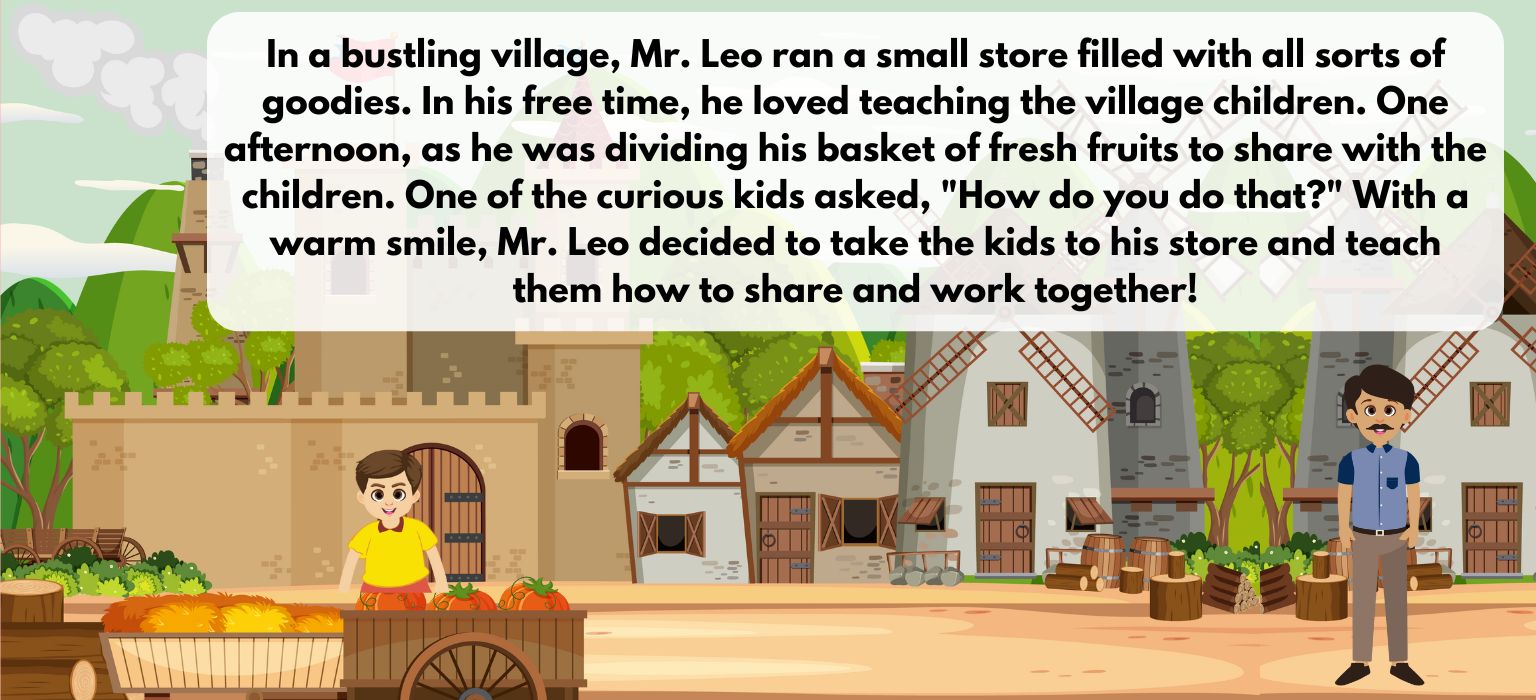 In a bustling village, Mr. Leo ran a small store filled with all sorts of
goodies. In his free time, he loved teaching the village children. One
afternoon, as he was dividing his basket of fresh fruits to share with the
children. One of the curious kids asked, "How do you do that?" With a
warm smile, Mr. Leo decided to take the kids to his store and teach
them how to share and work together!